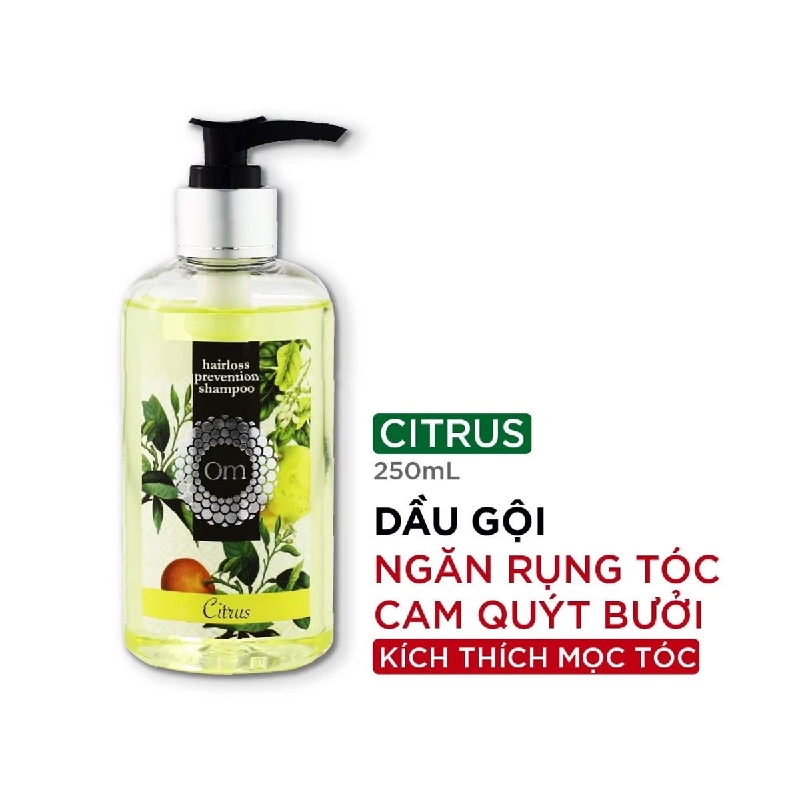 hairloss
prevention
shampoo
Om
Citrus
CITRUS
250mL
DẦU GỘI
NGĂN RỤNG TÓC
CAM QUÝT BƯỞI
KÍCH THÍCH MỌC TÓC